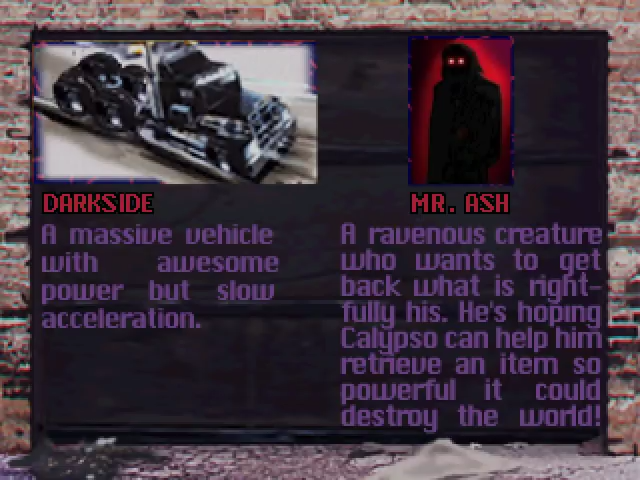 DARKSIDE
A massive vehicle
with awesome
power but slow
acceleration.
MR. ASH
A ravenous creature
who wants to get
back what is right-
fully his. He's hoping
Calypso can help him
retrieve an item so
powerful it could
destroy the world!